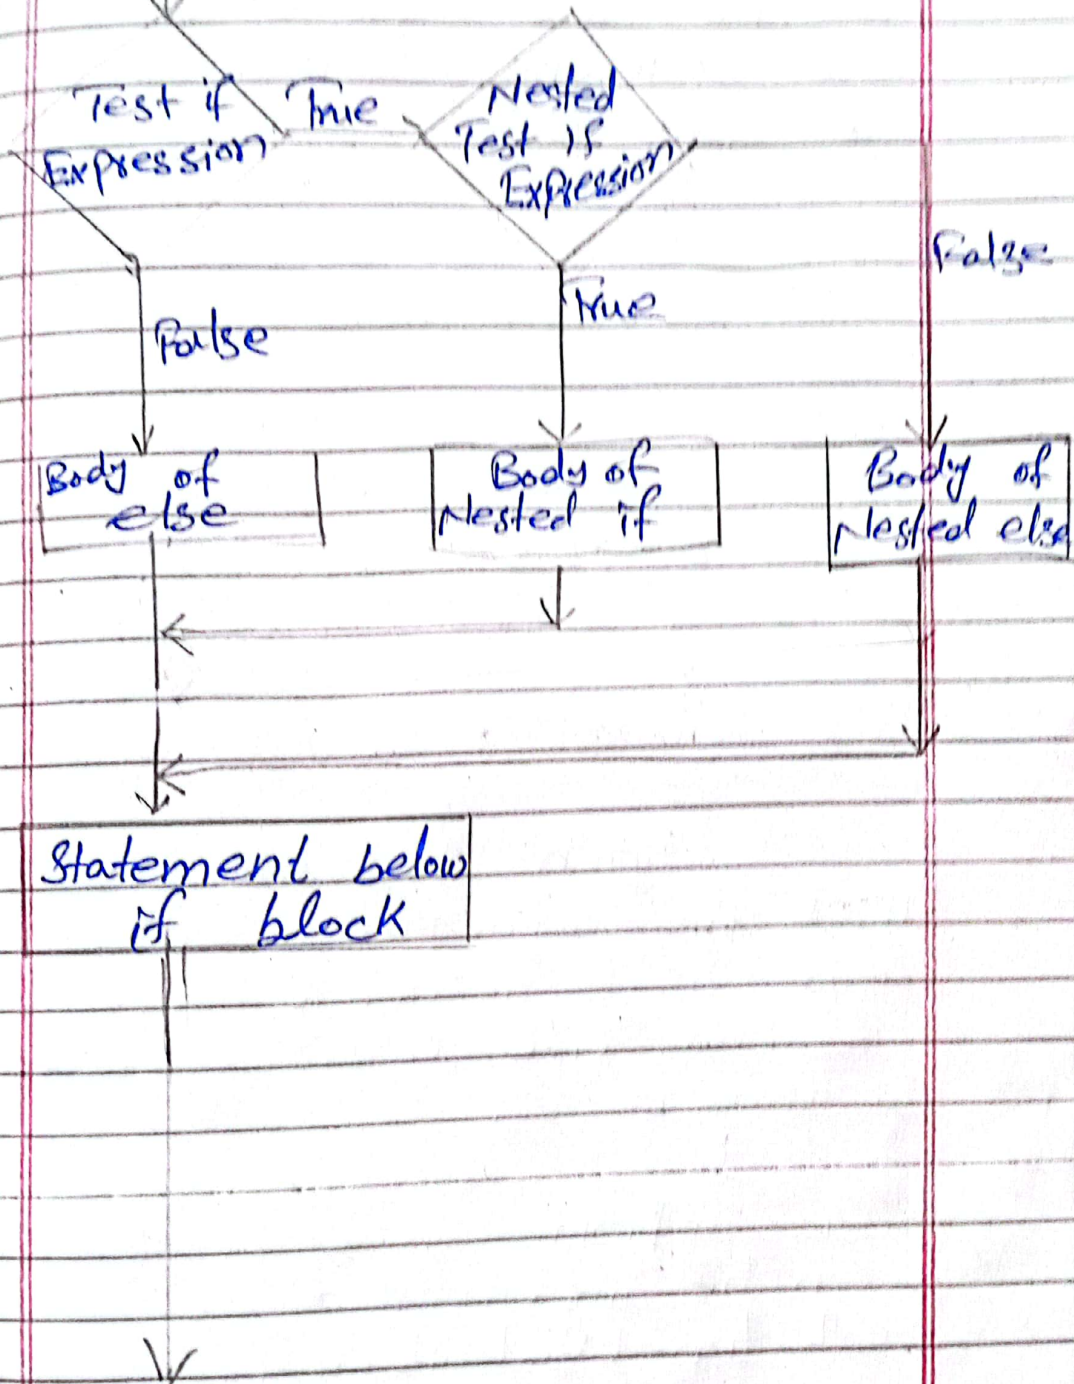 Test if
Expression
True
Nested
Test if
Expression
False
True
False
Body of
else
Body of
Nested if
Body of
Nested else
Statement below
if block